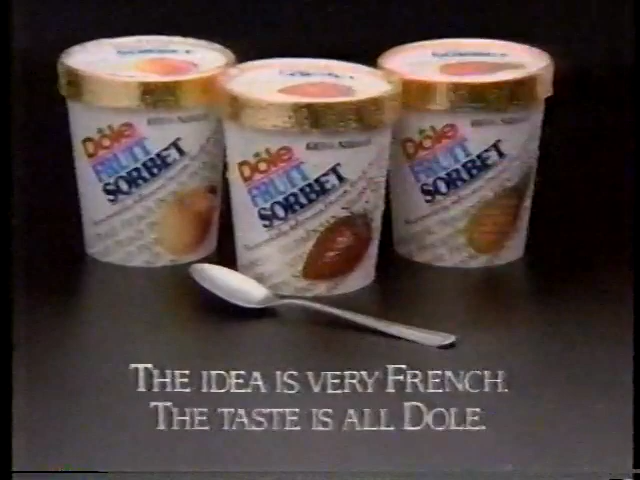 Dole
FRUIT
SORBET
Dole
FRUIT
SORBET
Dole
FRUIT
SORBET
THE IDEA IS VERY FRENCH.
THE TASTE IS ALL DOLE.